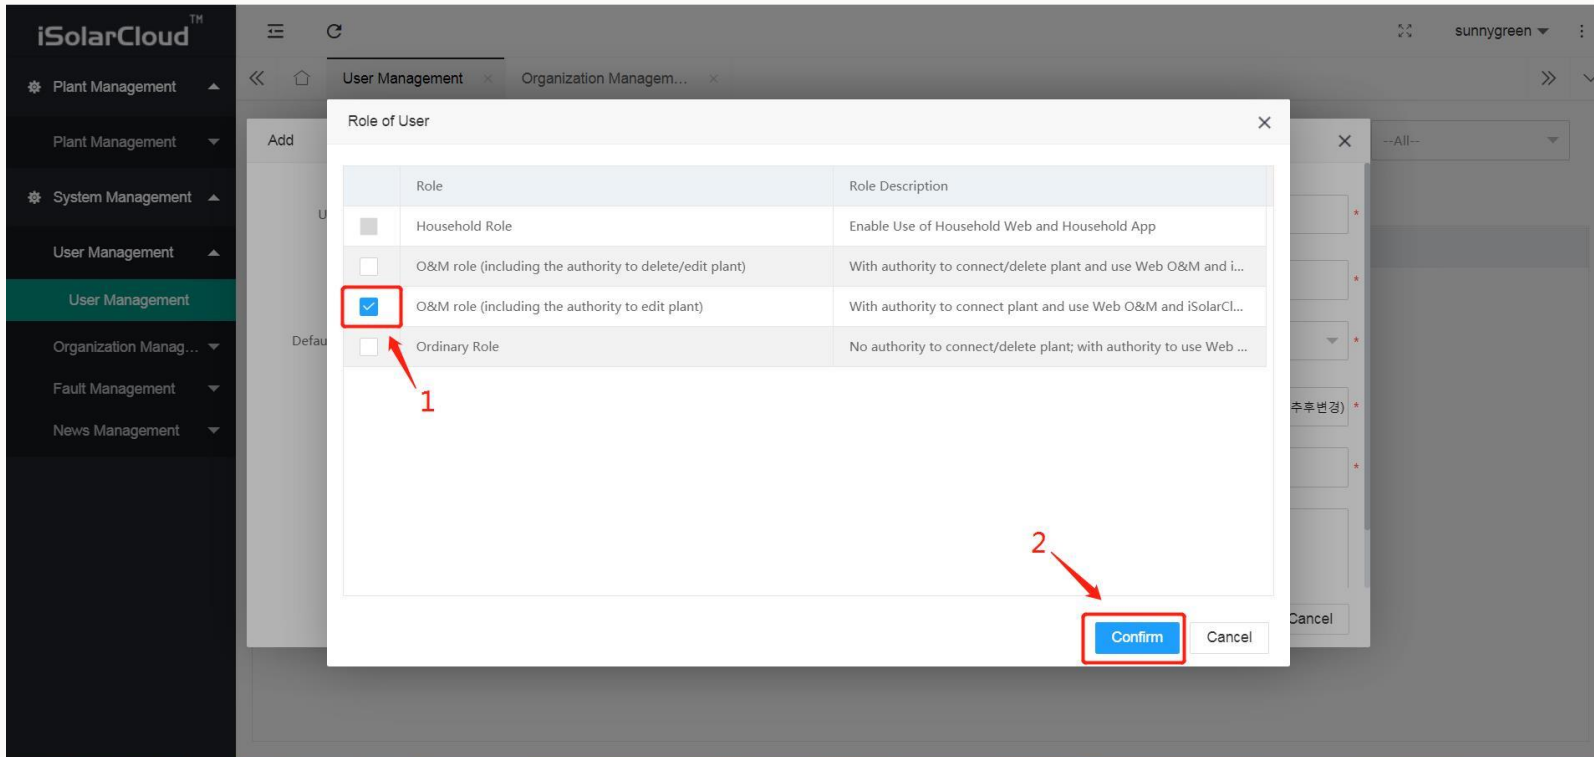 iSolarCloud™
sunnygreen
Plant Management
User Management
Organization Managem...
Role of User
Plant Management
Add
--All--
Role
Role Description
System Management
U
Household Role
Enable Use of Household Web and Household App
User Management
O&M role (including the authority to delete/edit plant)
With authority to connect/delete plant and use Web O&M and i...
User Management
O&M role (including the authority to edit plant)
With authority to connect plant and use Web O&M and iSolarCl...
Organization Manag...
Defau
Ordinary Role
No authority to connect/delete plant; with authority to use Web ...
Fault Management
1
추후변경)
News Management
2
Confirm
Cancel
Cancel